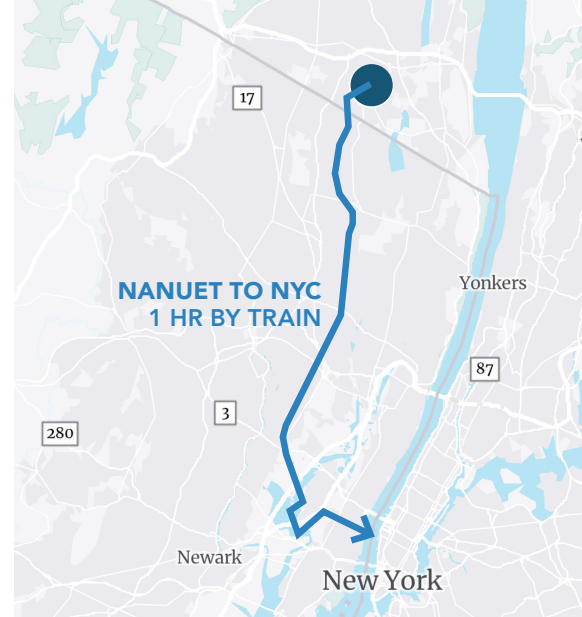 17
NANUET TO NYC
1 HR BY TRAIN
Yonkers
87
3
280
Newark
New York